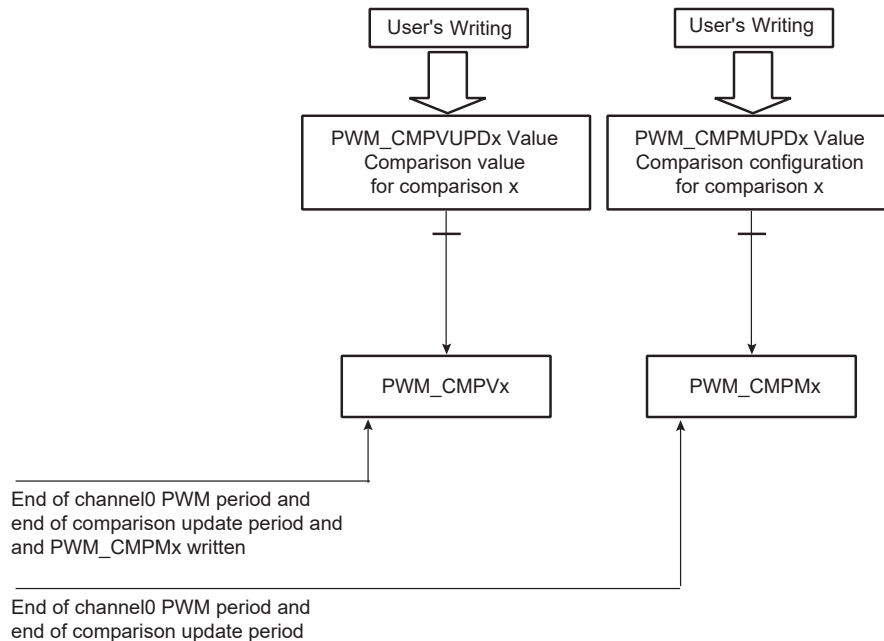 User's Writing
User's Writing
PWM_CMPVUPDx Value
Comparison value
for comparison x
PWM_CMPMUPDx Value
Comparison configuration
for comparison x
PWM_CMPVx
PWM_CMPMx
End of channel0 PWM period and
end of comparison update period and
and PWM_CMPMx written
End of channel0 PWM period and
end of comparison update period